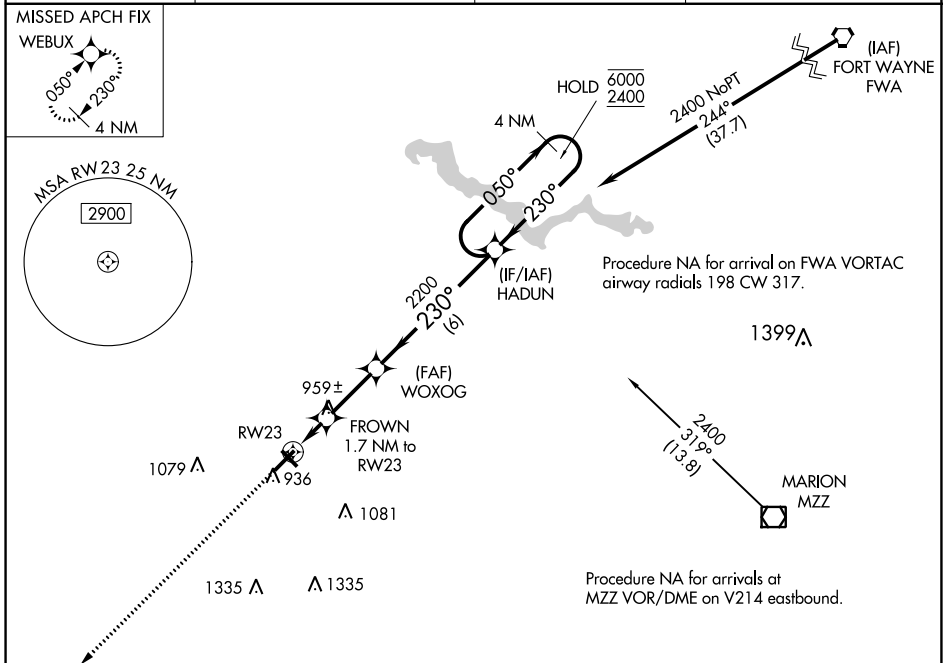 MISSED APCH FIX
WEBUX
050°
230°
4 NM
MSA RW23 25 NM
2900
HOLD
6000
2400
4 NM
050°
230°
(IAF)
FORT WAYNE
FWA
2400 NoPT
244°
(37.7)
(IF/IAF)
HADUN
Procedure NA for arrival on FWA VORTAC
airway radials 198 CW 317.
2200
230°
(6)
1399
(FAF)
WOXOG
959±
FROWN
1.7 NM to
RW23
RW23
1079
936
1081
2400
319°
(13.8)
MARION
MZZ
1335
1335
Procedure NA for arrivals at
MZZ VOR/DME on V214 eastbound.